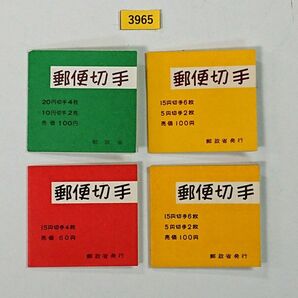 3965
郵便切手
20円切手4枚
10円切手2枚
売価 100円
郵政省
郵便切手
15円切手6枚
5円切手2枚
売価 100円
郵政省発行
郵便切手
15円切手4枚
売価 60円
郵政省発行
郵便切手
15円切手6枚
5円切手2枚
売価 100円
郵政省発行